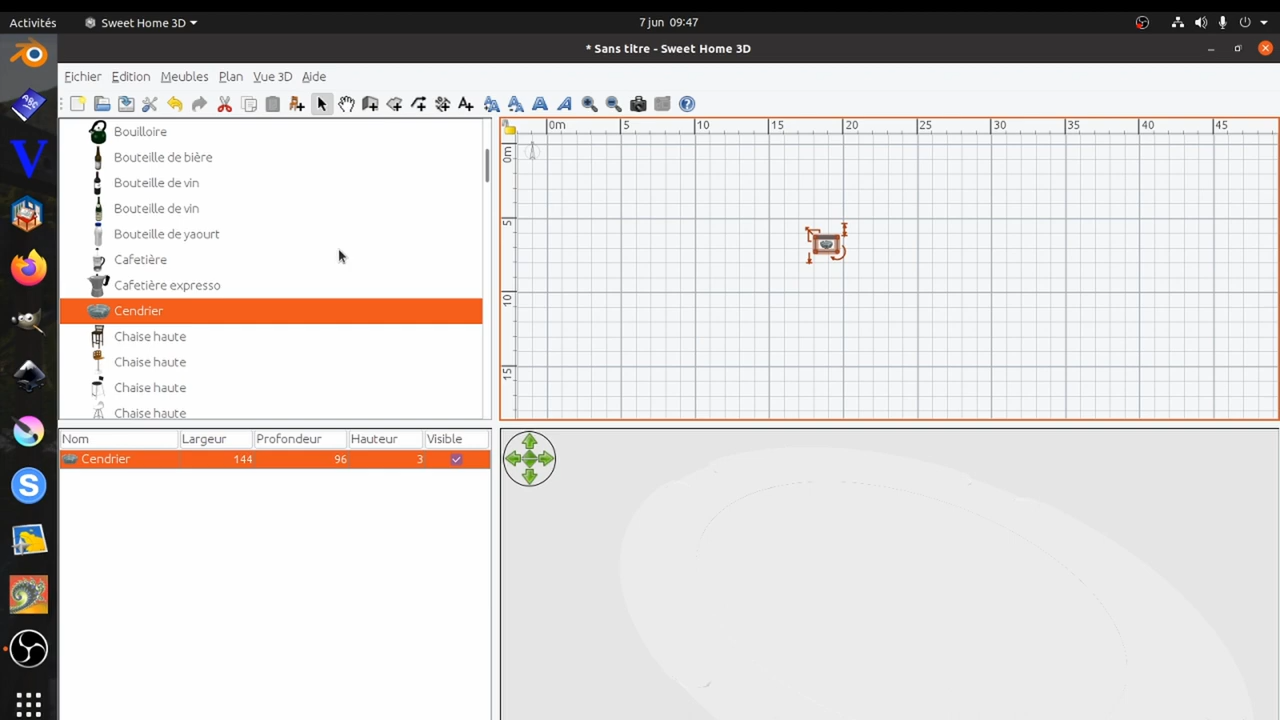 Activités Sweet Home 3D 7 jun 09:47
* Sans titre - Sweet Home 3D
Fichier Edition Meubles Plan Vue 3D Aide
Bouilloire
Bouteille de bière
Bouteille de vin
Bouteille de vin
Bouteille de yaourt
Cafetière
Cafetière expresso
Cendrier
Chaise haute
Chaise haute
Chaise haute
Chaise haute
0m 5 10 15 20 25 30 35 40 45
0m
5
10
15
Nom Largeur Profondeur Hauteur Visible
Cendrier 144 96 3
ABC
V
S